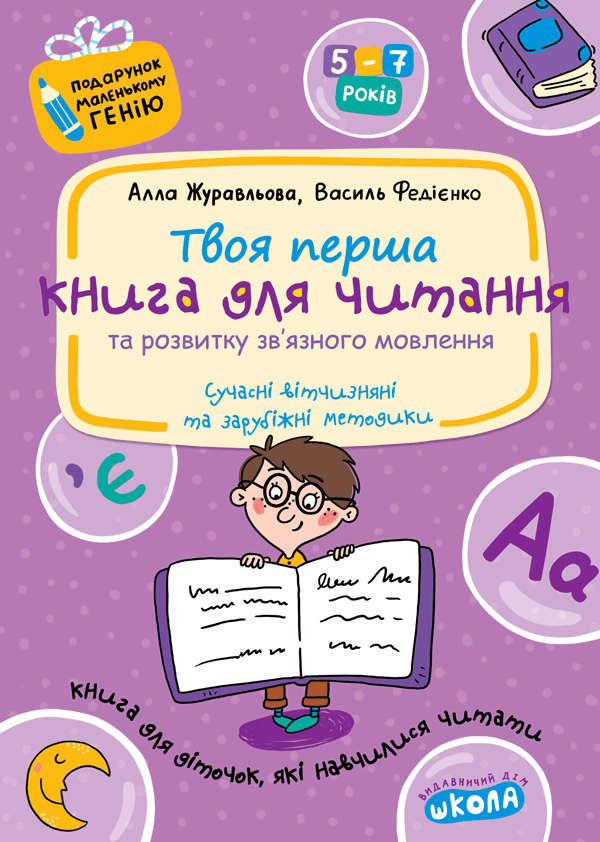 ПОДАРУНОК
МАЛЕНЬКОМУ
ГЕНІЮ
5-7
РОКІВ
Алла Журавльова, Василь Федієнко
Твоя перша
книга для читання
та розвитку зв'язного мовлення
Сучасні вітчизняні
та зарубіжні методики
'є
Аа
книга для діточок, які навчилися читати
ВИДАВНИЧИЙ ДІМ
ШКОЛА